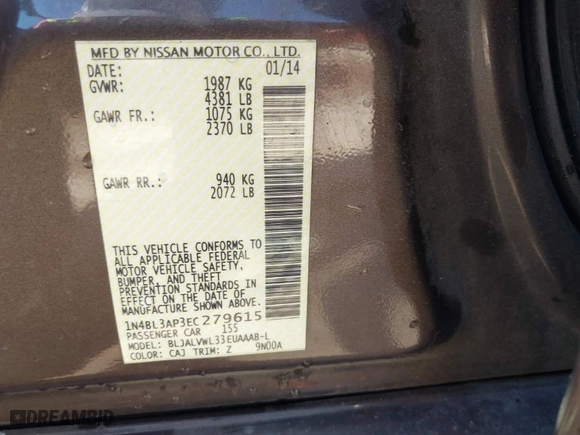 MFD BY NISSAN MOTOR CO., LTD.
DATE: 01/14
GVWR: 1987 KG
4381 LB
GAWR FR.: 1075 KG
2370 LB
GAWR RR.: 940 KG
2072 LB
THIS VEHICLE CONFORMS TO
ALL APPLICABLE FEDERAL
MOTOR VEHICLE SAFETY,
BUMPER, AND THEFT
PREVENTION STANDARDS IN
EFFECT ON THE DATE OF
MANUFACTURE SHOWN ABOVE.
1N4BL3AP3EC279615
PASSENGER CAR 155
MODEL: BLJALVWL33EUAAAB-L
COLOR: CAJ TRIM: Z 9N00A
DREAMBID